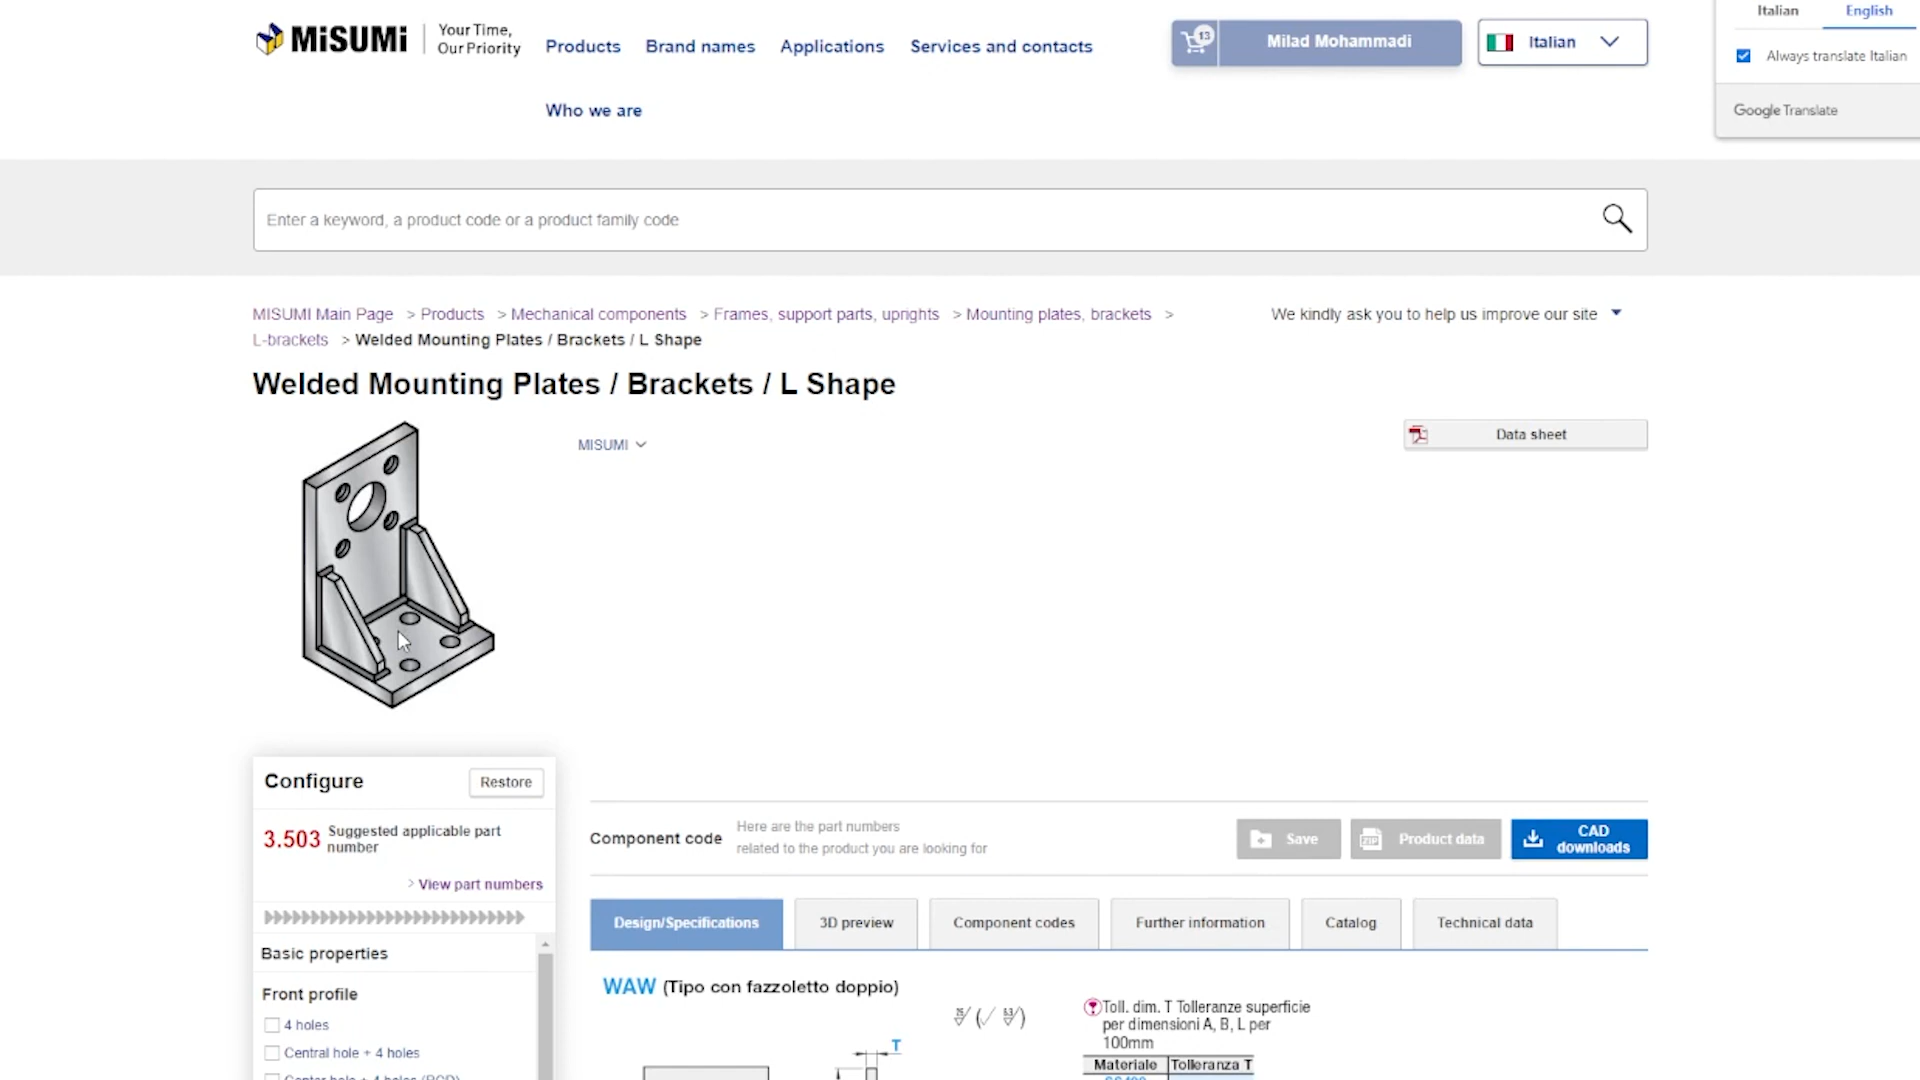 MiSUMi
Your Time,
Our Priority
Products
Brand names
Applications
Services and contacts
Who we are
13
Milad Mohammadi
Italian
Italian
English
Always translate Italian
Google Translate
Enter a keyword, a product code or a product family code
MISUMI Main Page > Products > Mechanical components > Frames, support parts, uprights > Mounting plates, brackets >
L-brackets > Welded Mounting Plates / Brackets / L Shape
We kindly ask you to help us improve our site
Welded Mounting Plates / Brackets / L Shape
MISUMI
Data sheet
Configure
Restore
3.503
Suggested applicable part
number
> View part numbers
Basic properties
Front profile
4 holes
Central hole + 4 holes
Component code
Here are the part numbers
related to the product you are looking for
Save
ZIP
Product data
CAD
downloads
Design/Specifications
3D preview
Component codes
Further information
Catalog
Technical data
WAW (Tipo con fazzoletto doppio)
T
Toll. dim. T Tolleranze superficie
per dimensioni A, B, L per
100mm
Materiale
Tolleranza T